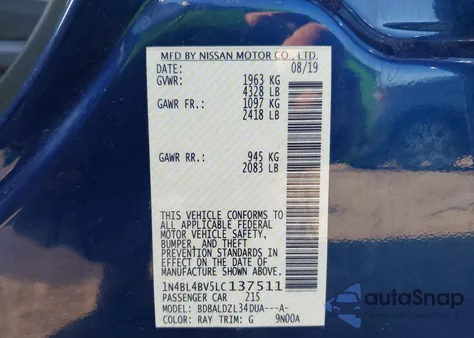 MFD BY NISSAN MOTOR CO., LTD.
DATE: 08/19
GVWR: 1963 KG
4328 LB
GAWR FR.: 1097 KG
2418 LB
GAWR RR.: 945 KG
2083 LB
THIS VEHICLE CONFORMS TO
ALL APPLICABLE FEDERAL
MOTOR VEHICLE SAFETY,
BUMPER, AND THEFT
PREVENTION STANDARDS IN
EFFECT ON THE DATE OF
MANUFACTURE SHOWN ABOVE.
1N4BL4BV5LC137511
PASSENGER CAR 215
MODEL: BDBALDZL34DUA---A-
COLOR: RAY TRIM: G 9N00A
autoSnap